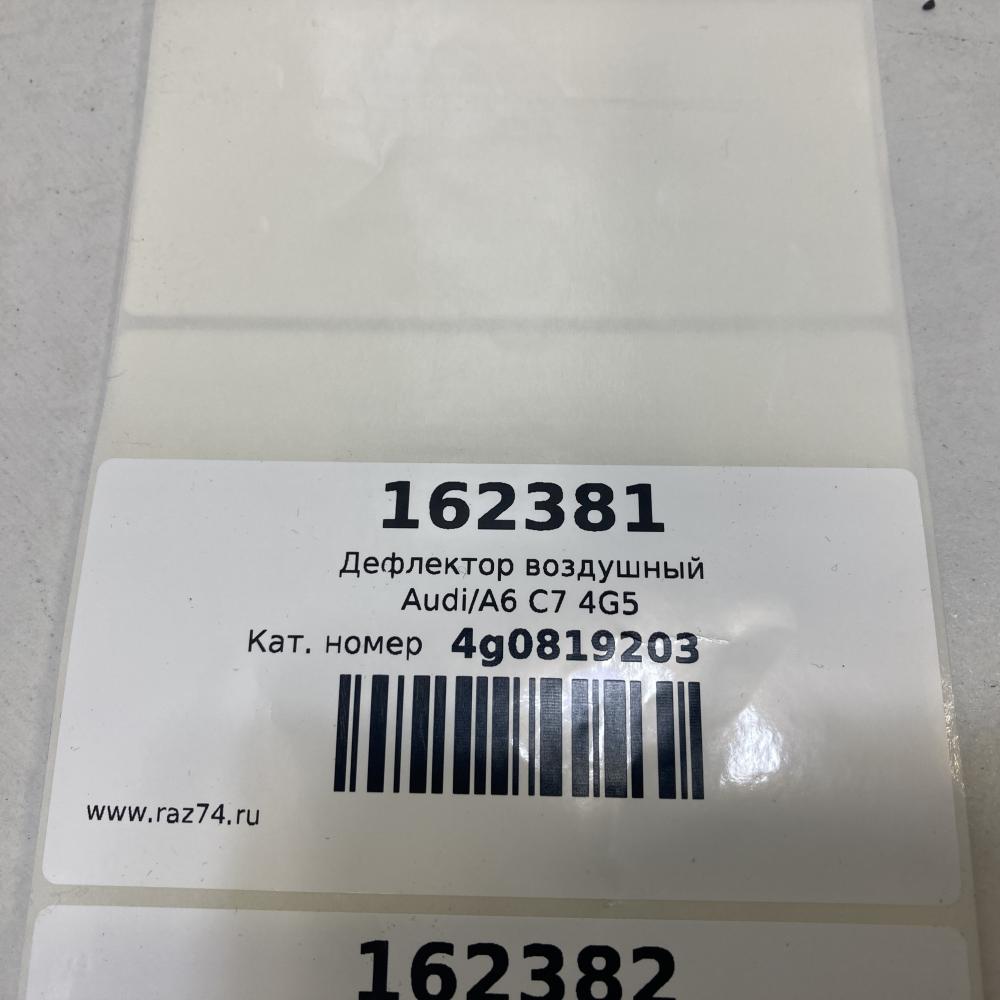 162381
Дефлектор воздушный
Audi/A6 C7 4G5
Кат. номер 4g0819203
www.raz74.ru
162382